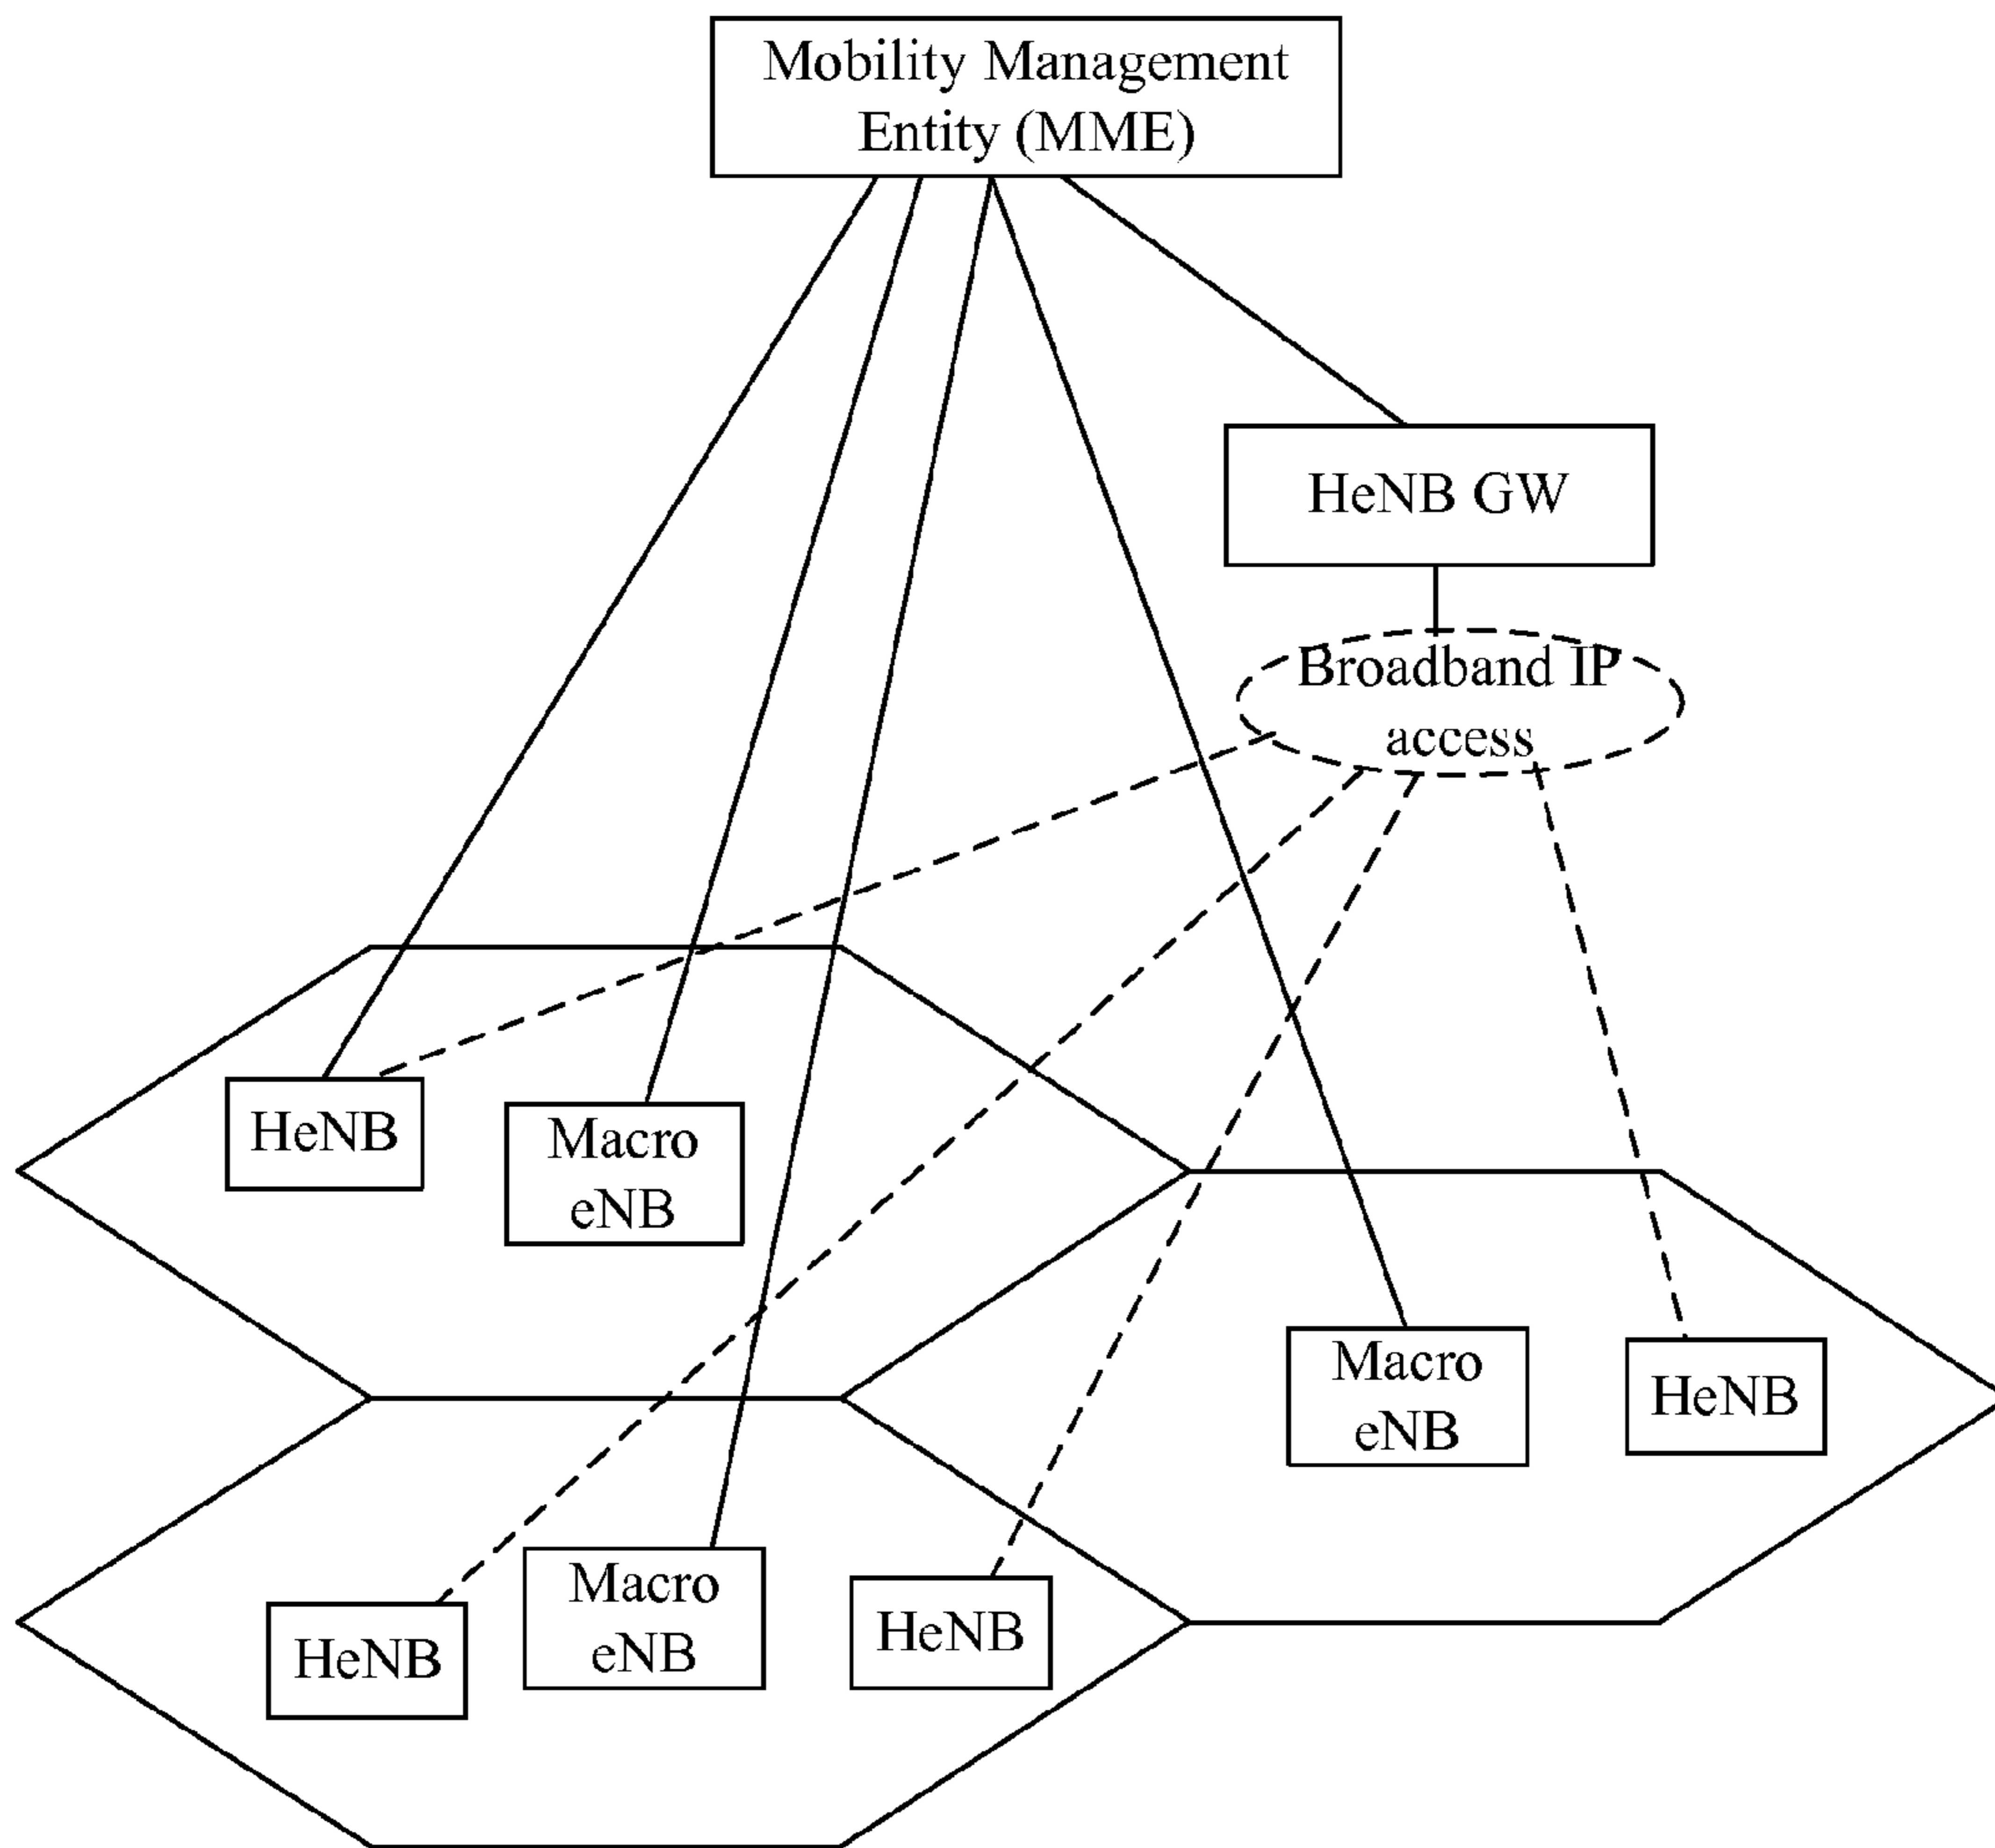 Mobility Management
Entity (MME)
HeNB GW
Broadband IP
access
HeNB
Macro
eNB
Macro
eNB
HeNB
HeNB
Macro
eNB
HeNB